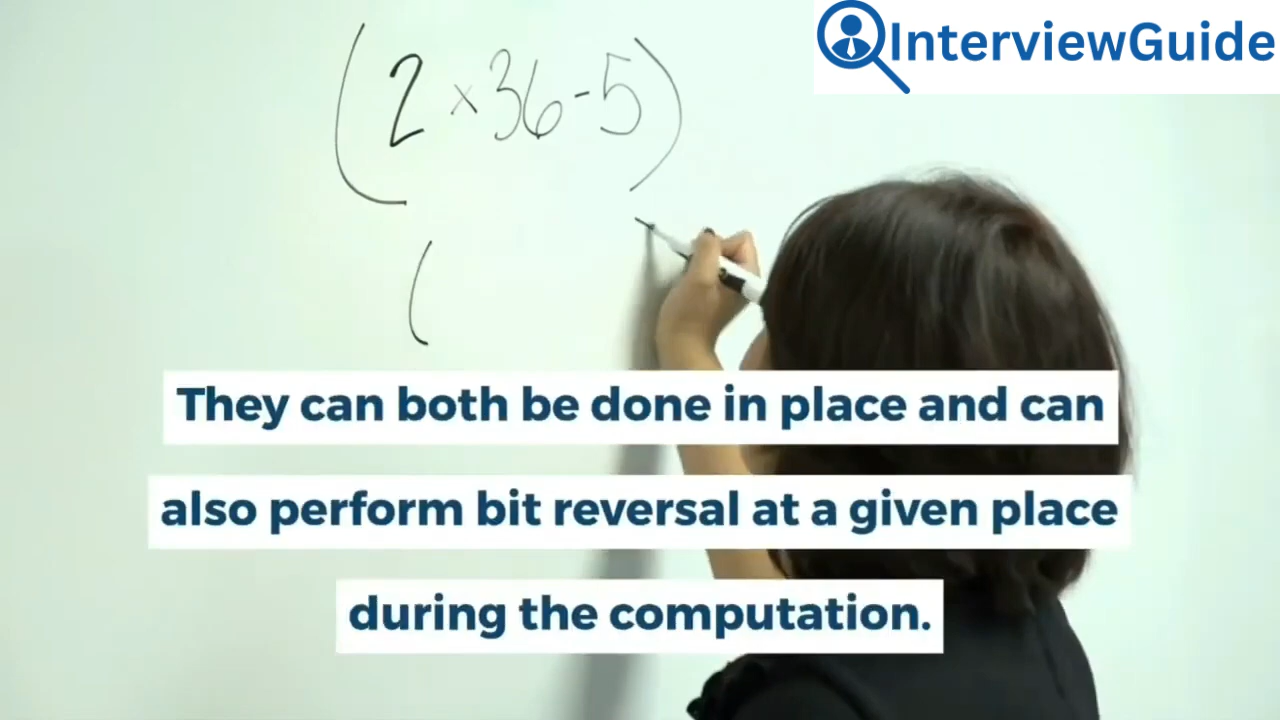 InterviewGuide
(2×36-5)
(
They can both be done in place and can
also perform bit reversal at a given place
during the computation.